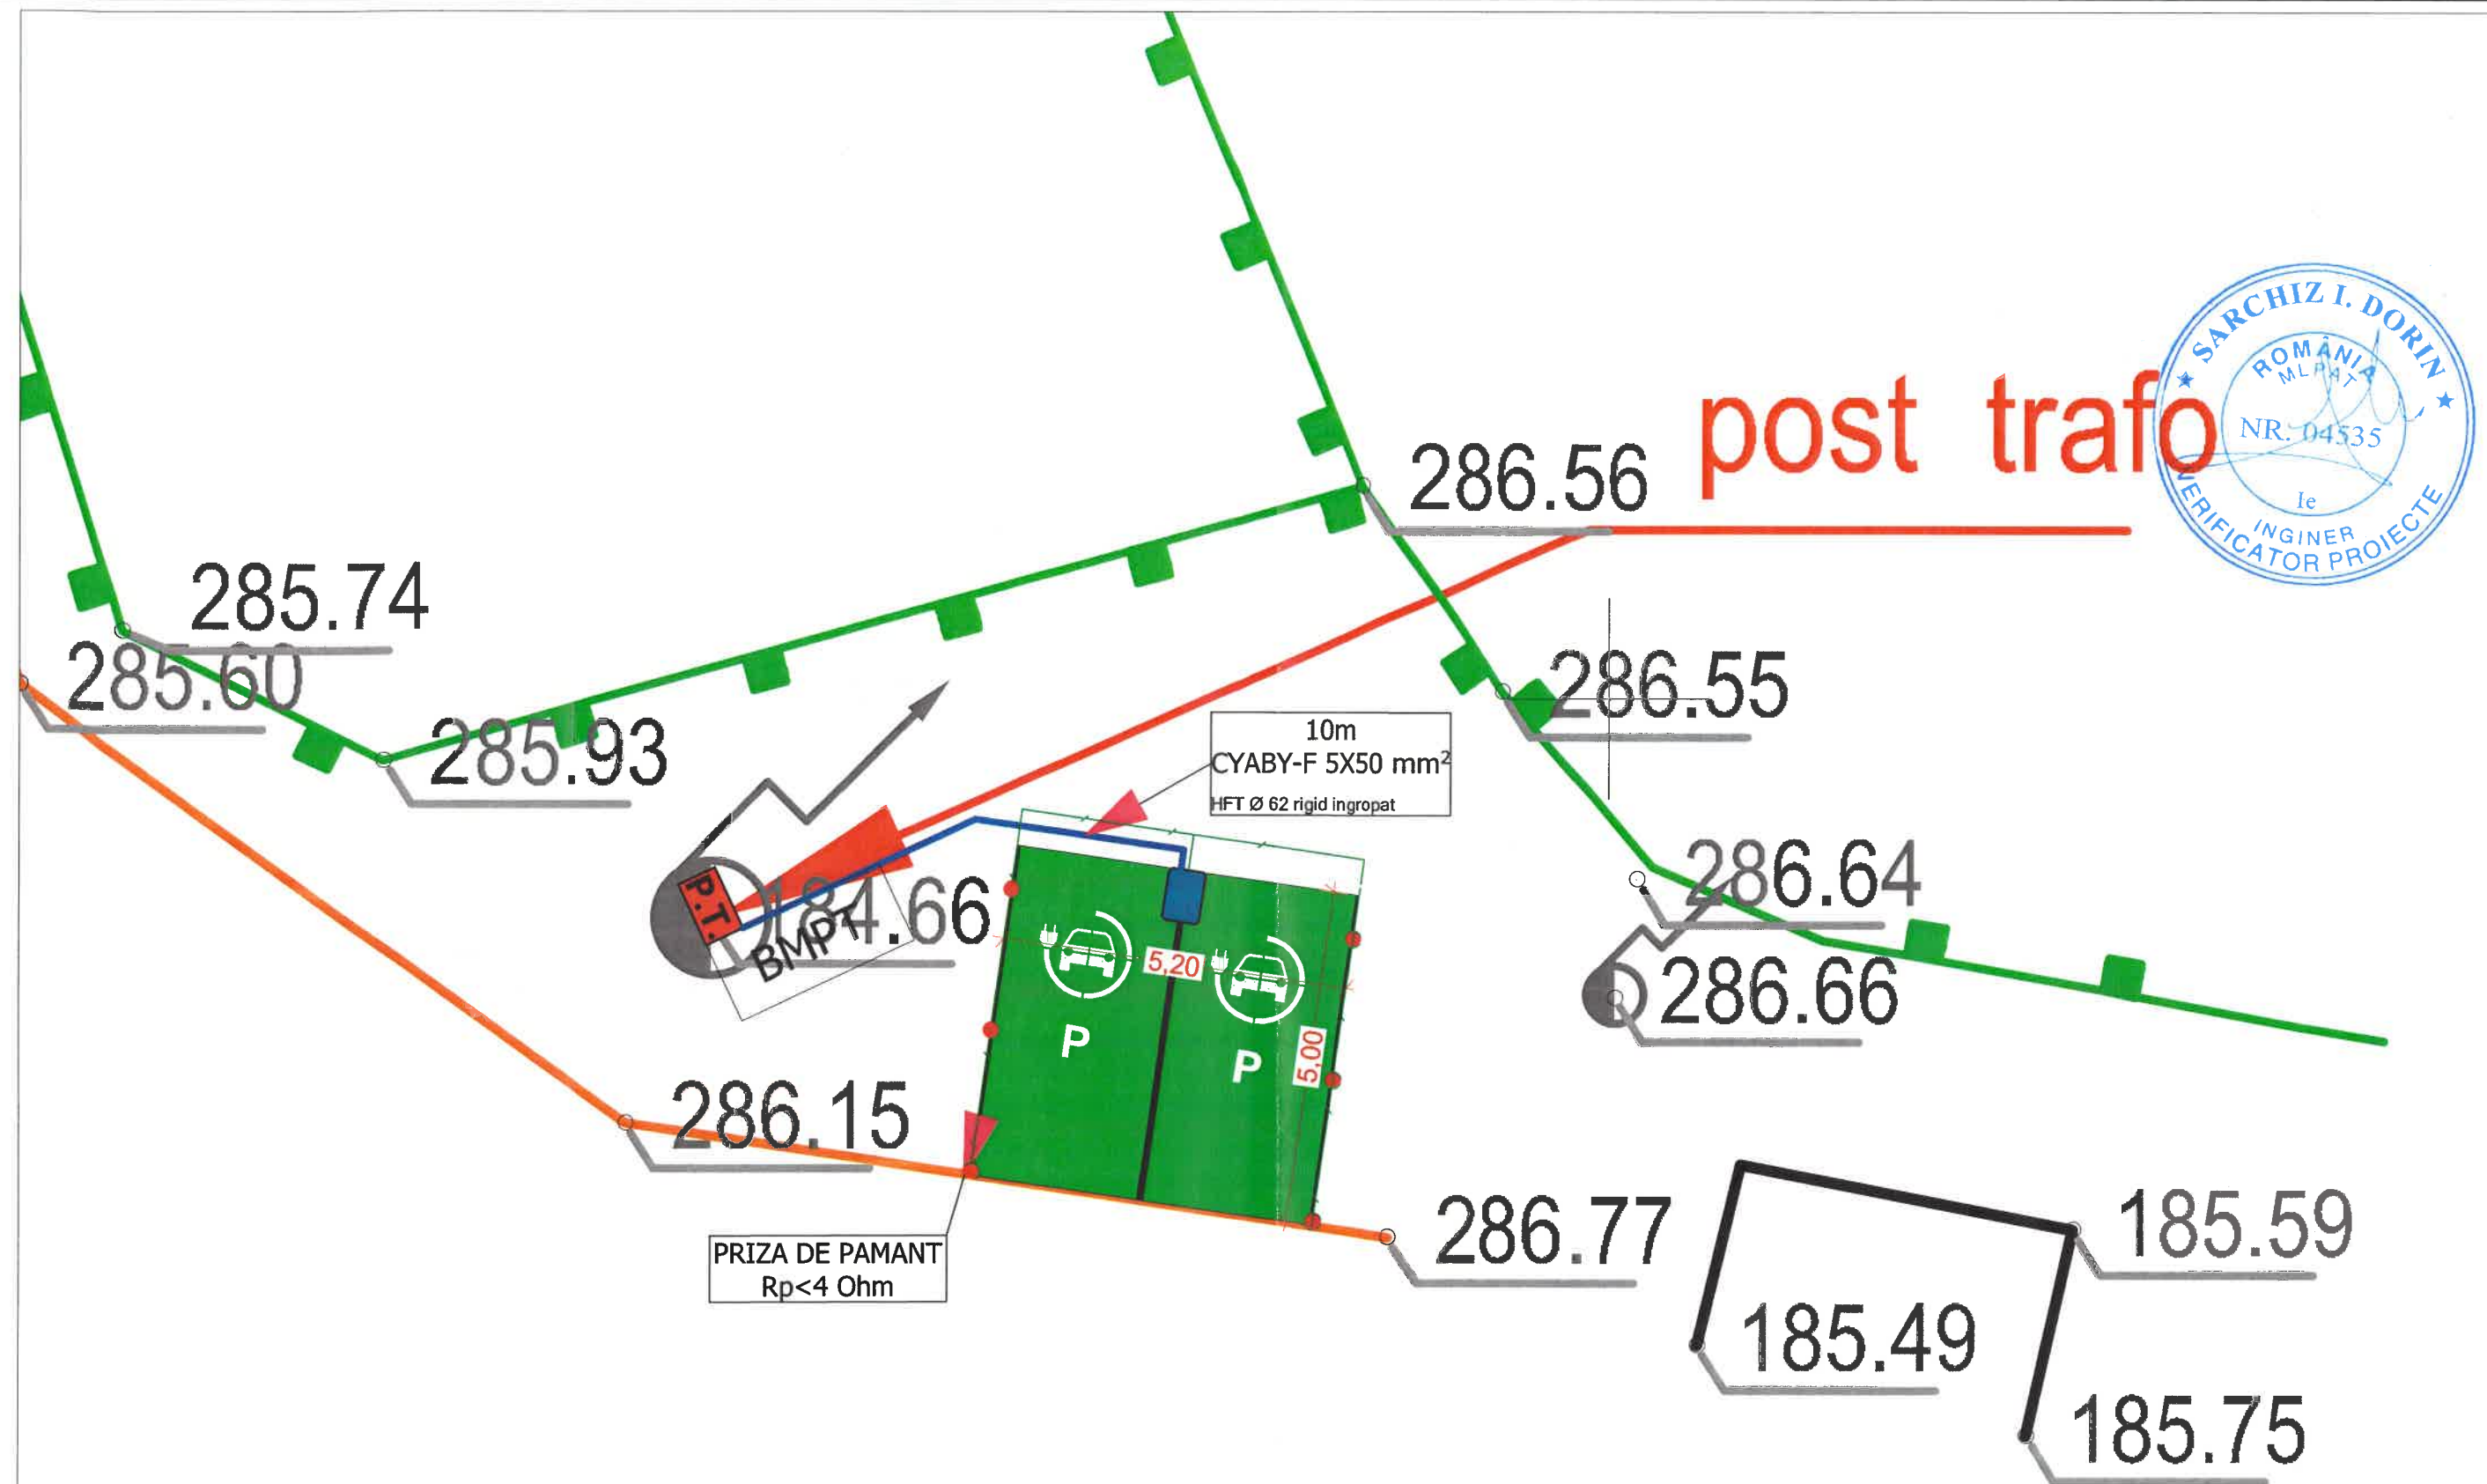 SARCHIZ I. DORIN
ROMÂNIA
MLPAT
NR. 04535
Ie
INGINER
VERIFICATOR PROIECTE
post trafo
286.56
285.74
285.60
286.55
285.93
10m
CYABY-F 5X50 mm²
HFT Ø 62 rigid ingropat
286.64
P.T.
184.66
BMPT
5,20
286.66
P
P
5,00
286.15
286.77
185.59
PRIZA DE PAMANT
Rp<4 Ohm
185.49
185.75